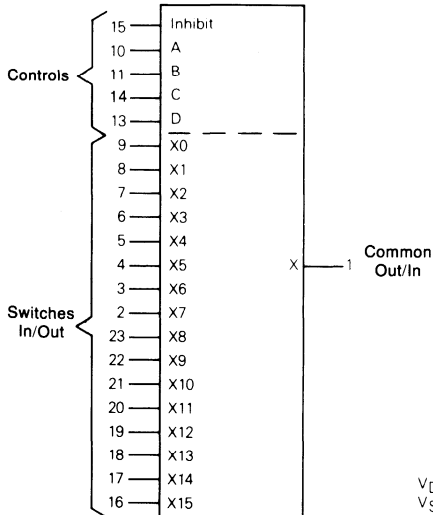 15 Inhibit
10 A
11 B
Controls
14 C
13 D
9 X0
8 X1
7 X2
6 X3
5 X4
4 X5
X 1 Common Out/In
3 X6
Switches In/Out
2 X7
23 X8
22 X9
21 X10
20 X11
19 X12
18 X13
17 X14
16 X15